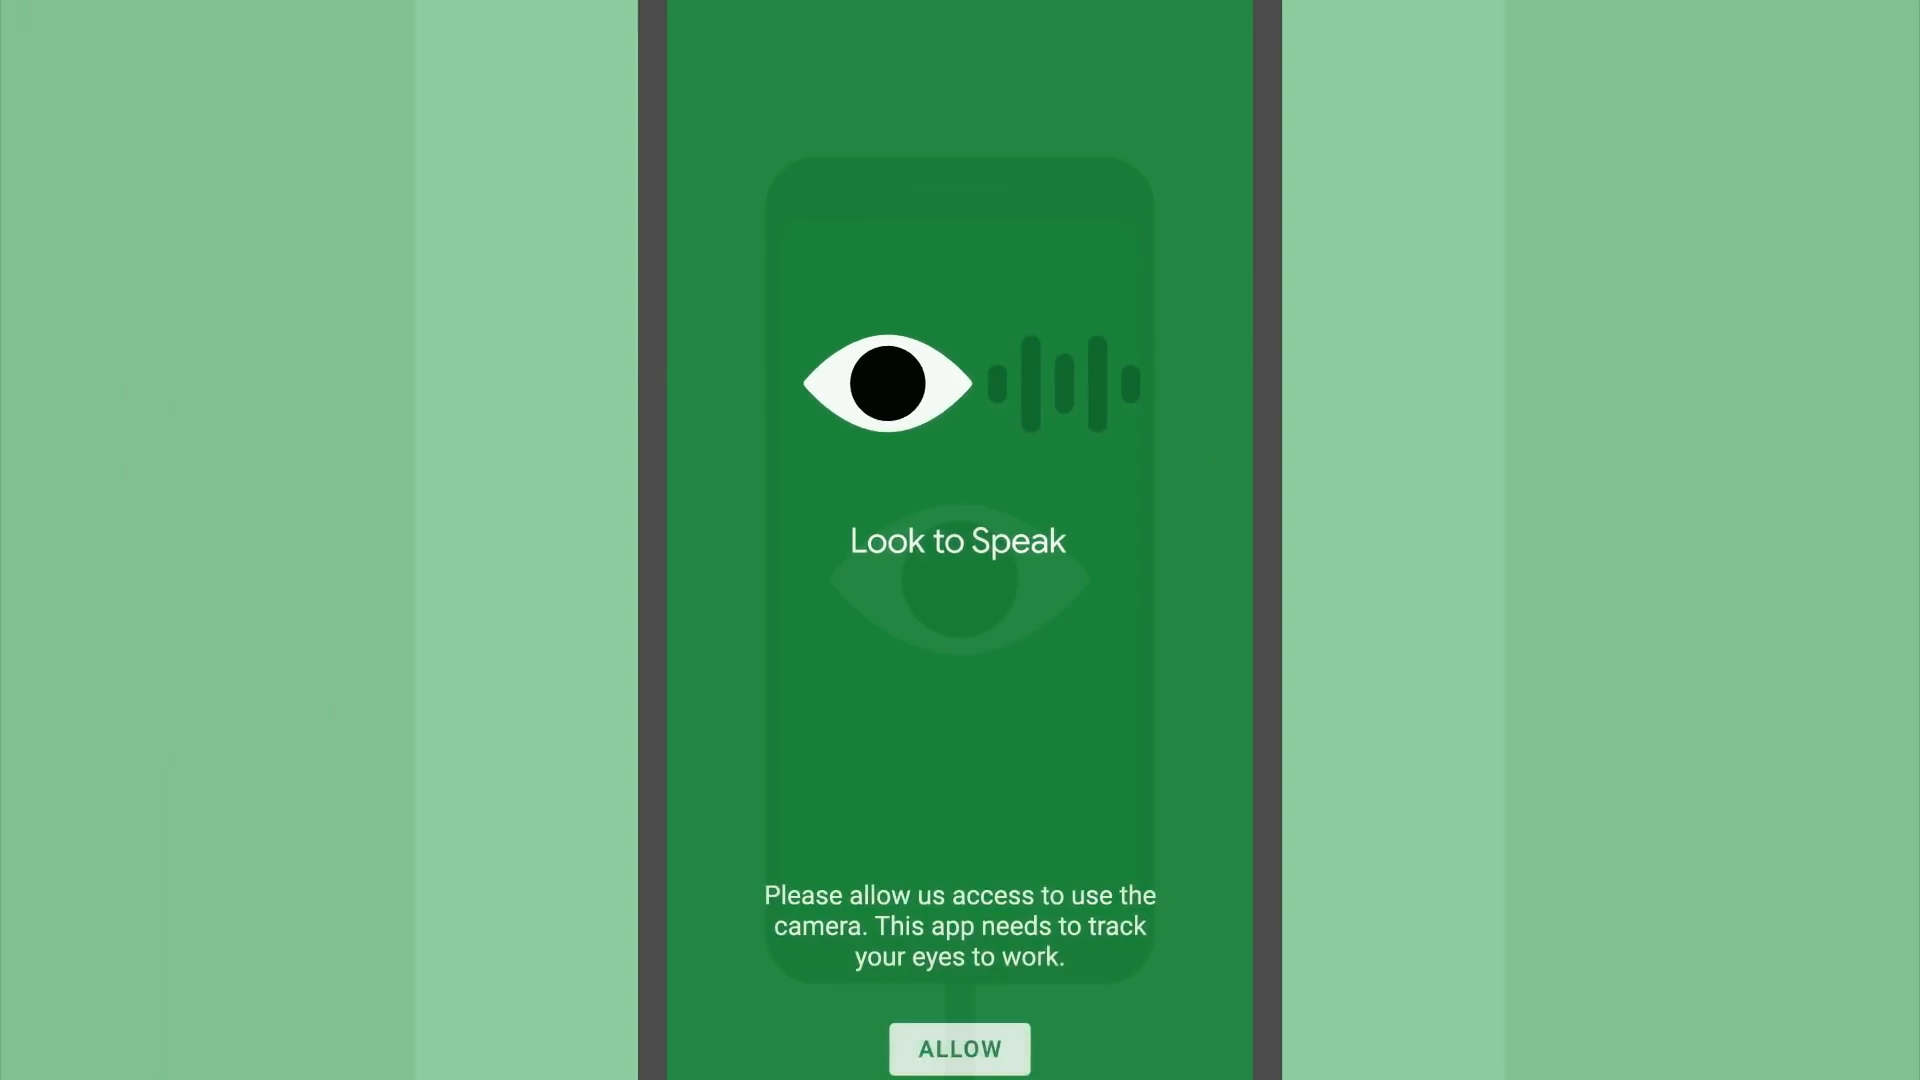 Look to Speak
Please allow us access to use the
camera. This app needs to track
your eyes to work.
ALLOW